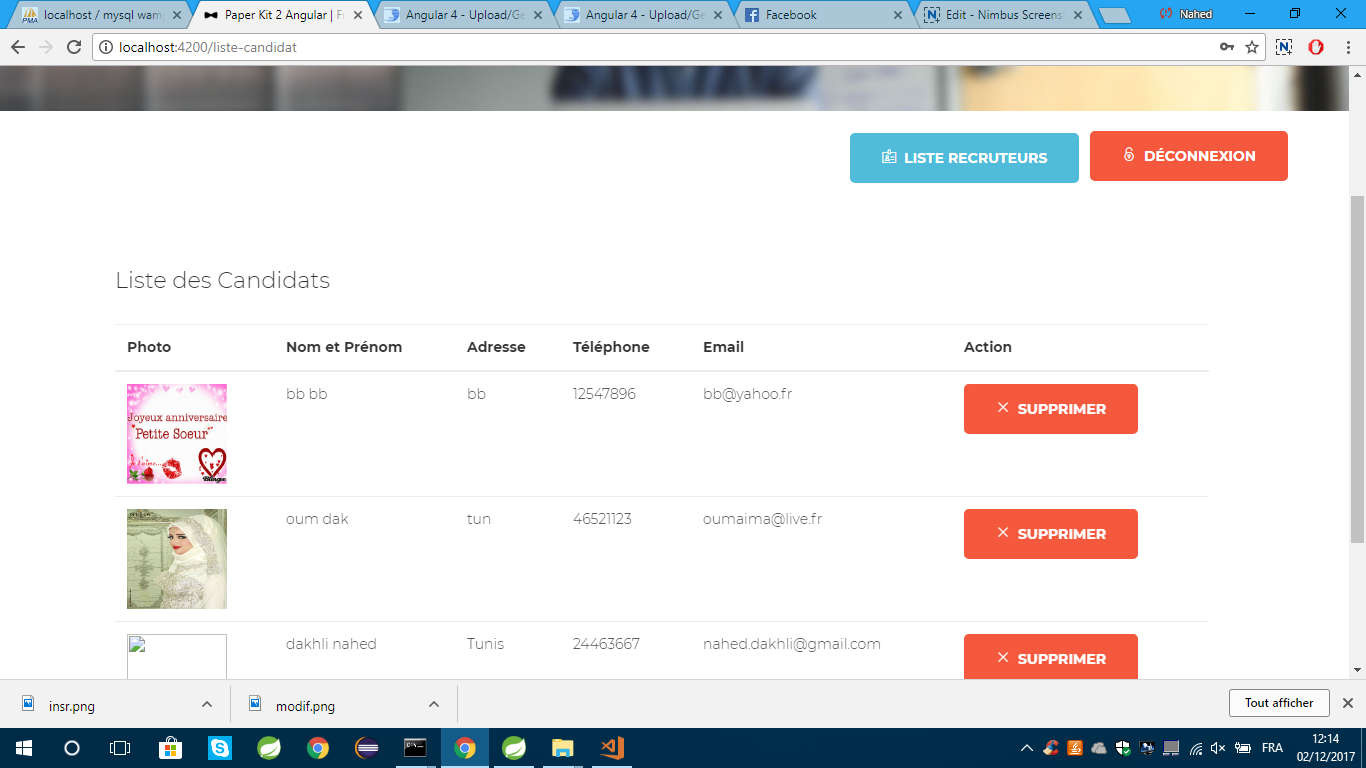 localhost / mysql wam
Paper Kit 2 Angular | Fr
Angular 4 - Upload/Ge
Angular 4 - Upload/Ge
Facebook
Edit - Nimbus Screens
Nahed
localhost:4200/liste-candidat
LISTE RECRUTEURS
DÉCONNEXION
Liste des Candidats
Photo Nom et Prénom Adresse Téléphone Email Action
Joyeux anniversaire
Petite Soeur
Je t'aime...
Blingee
bb bb bb 12547896 bb@yahoo.fr SUPPRIMER
oum dak tun 46521123 oumaima@live.fr SUPPRIMER
dakhli nahed Tunis 24463667 nahed.dakhli@gmail.com SUPPRIMER
insr.png
modif.png
Tout afficher
FRA
12:14
02/12/2017